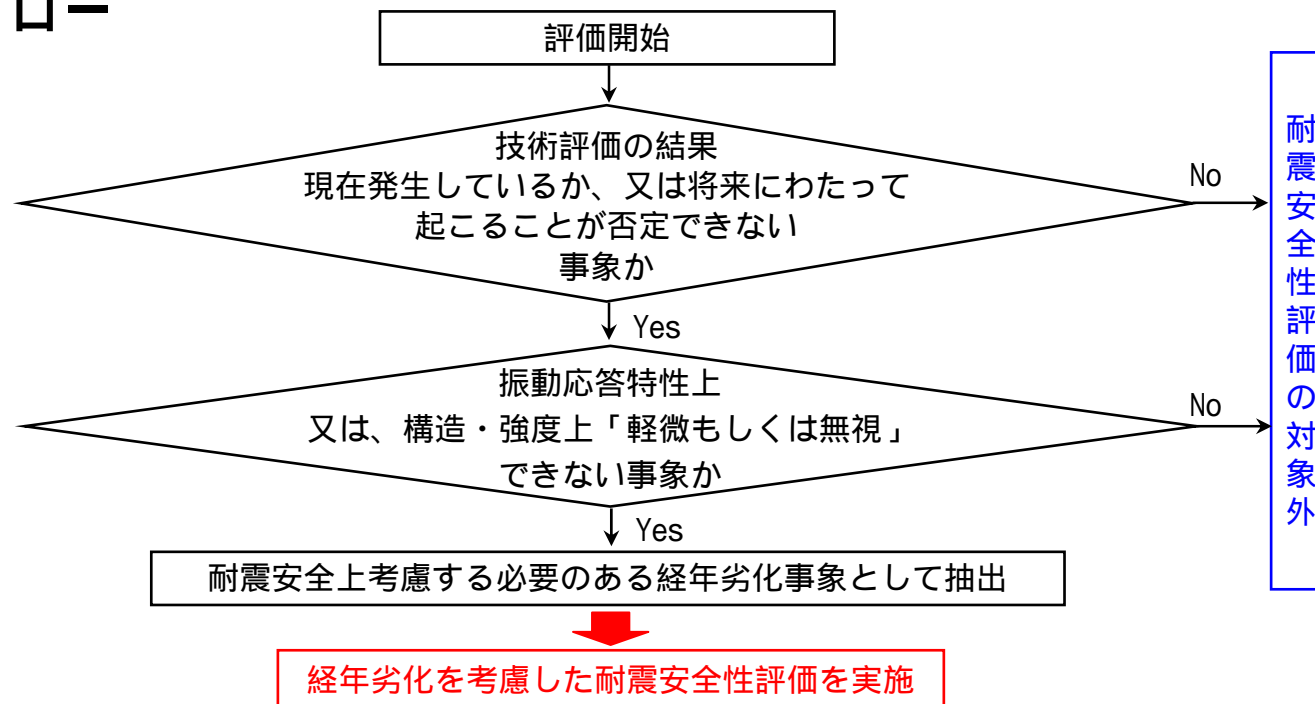 ロー
評価開始
技術評価の結果
現在発生しているか、又は将来にわたって
起こることが否定できない
事象か
No
Yes
振動応答特性上
又は、構造・強度上「軽微もしくは無視」
できない事象か
No
Yes
耐震安全上考慮する必要のある経年劣化事象として抽出
経年劣化を考慮した耐震安全性評価を実施
耐震安全性評価の対象外